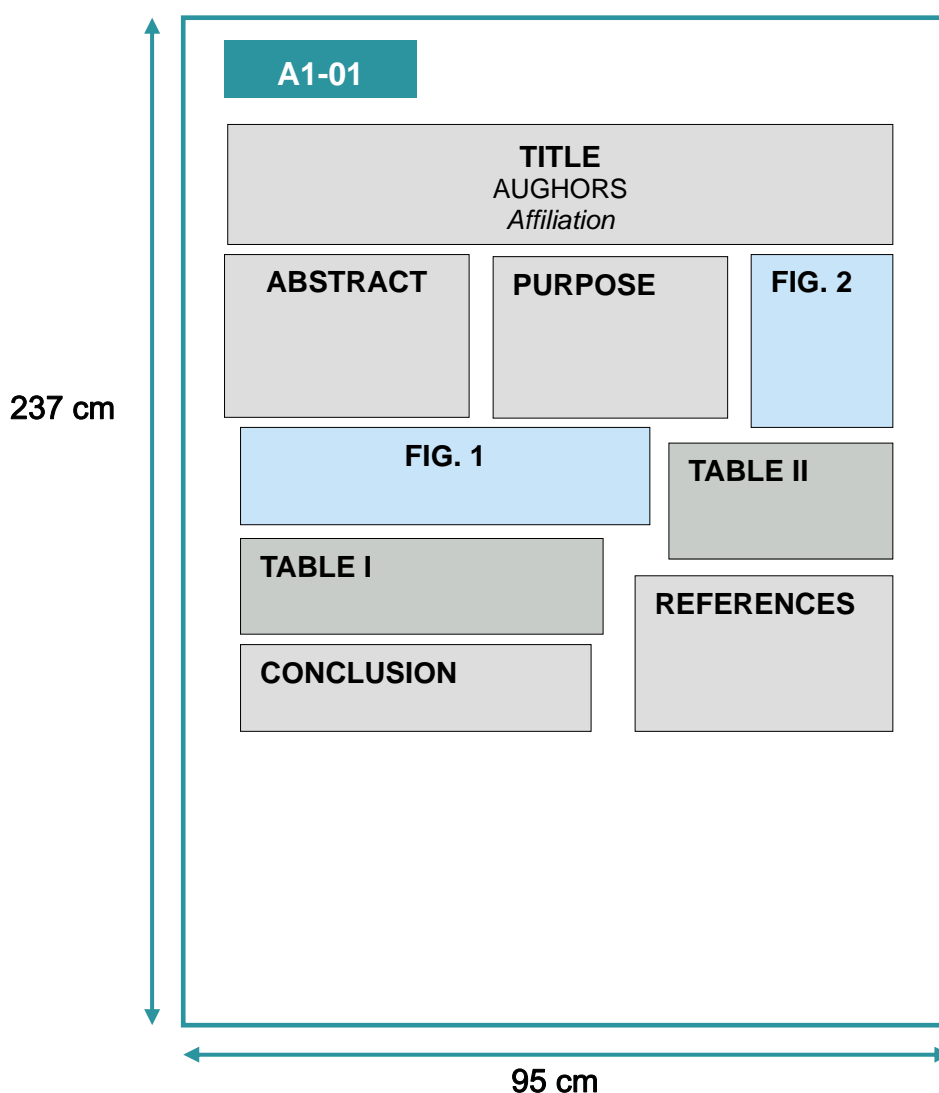 A1-01
TITLE
AUGHORS
Affiliation
ABSTRACT
PURPOSE
FIG. 2
237 cm
FIG. 1
TABLE II
TABLE I
REFERENCES
CONCLUSION
95 cm